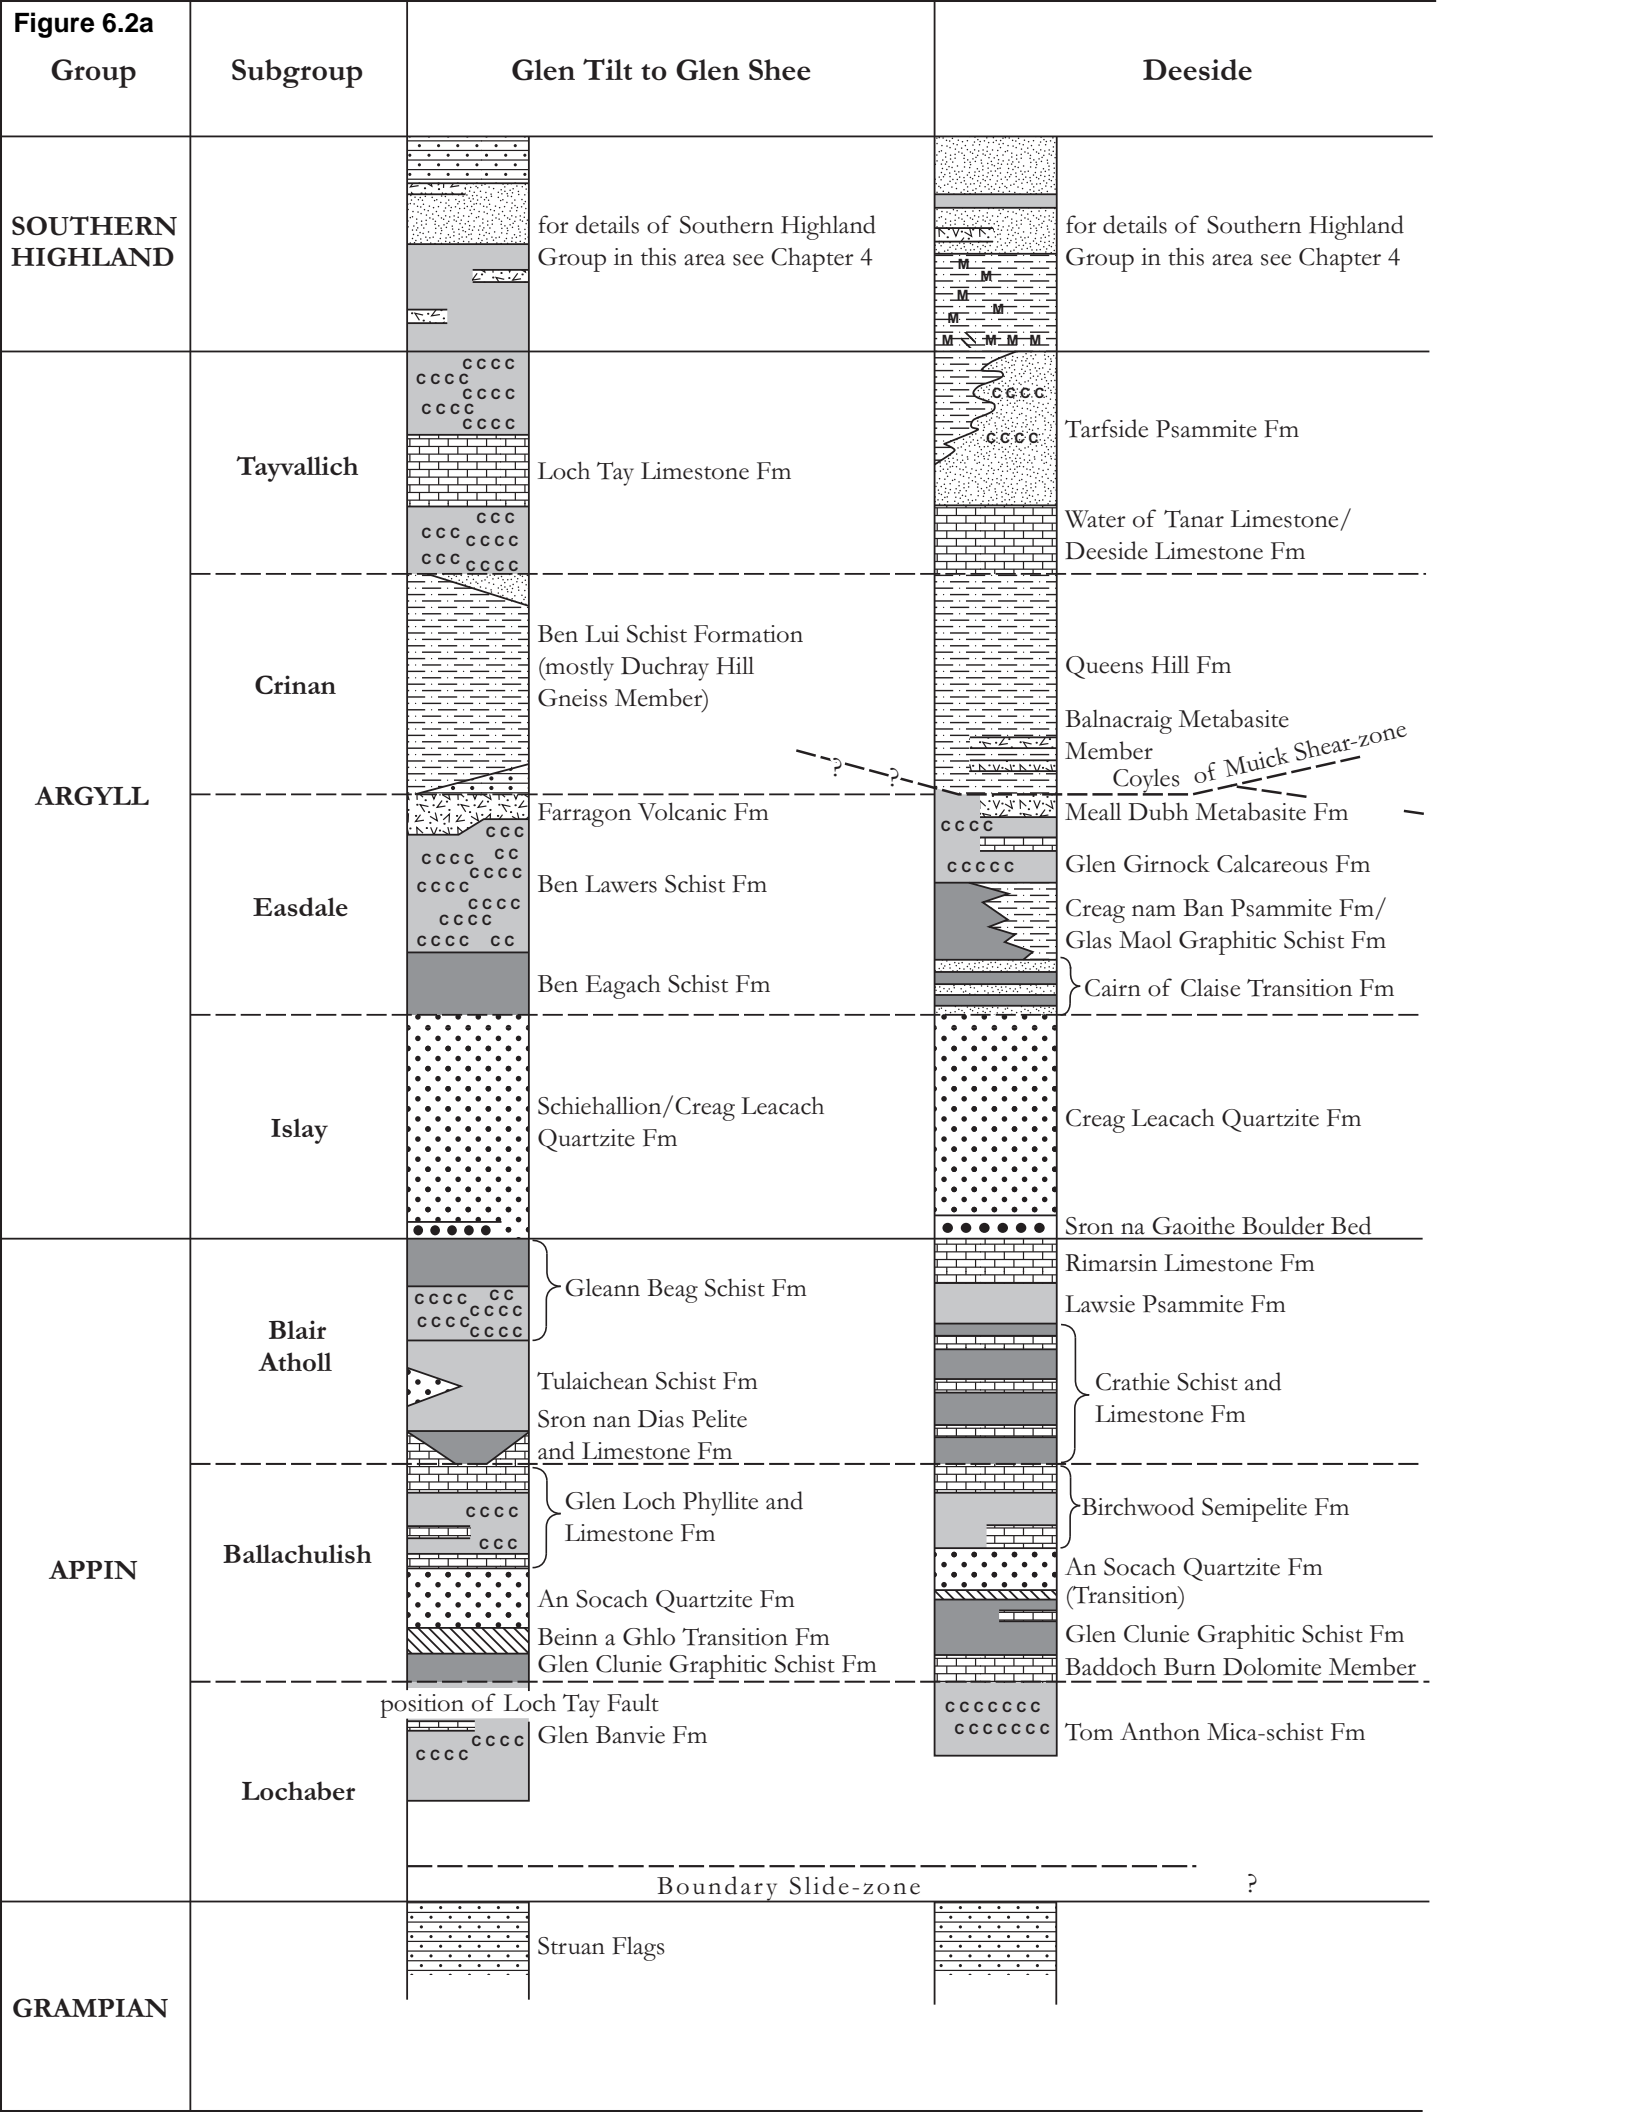 Figure 6.2a
Group
Subgroup
Glen Tilt to Glen Shee
Deeside
SOUTHERN
HIGHLAND
for details of Southern Highland
Group in this area see Chapter 4
for details of Southern Highland
Group in this area see Chapter 4
M
M
M
M
M
M M M M
ARGYLL
Tayvallich
C C C C
C C C C
C C C C
C C C C
C C C C
Loch Tay Limestone Fm
C C C
C C C
C C C C
C C C
C C C C
C C C C
C C C C
Tarfside Psammite Fm
Water of Tanar Limestone/
Deeside Limestone Fm
Crinan
Ben Lui Schist Formation
(mostly Duchray Hill
Gneiss Member)
Queens Hill Fm
Balnacraig Metabasite
Member
? ?
Coyles of Muick Shear-zone
Easdale
Farragon Volcanic Fm
C C C
C C
C C C C
C C C C
C C C C
C C C C
C C C C
C C C C C C
Ben Lawers Schist Fm
Ben Eagach Schist Fm
Meall Dubh Metabasite Fm
C C C C
C C C C C
Glen Girnock Calcareous Fm
Creag nam Ban Psammite Fm/
Glas Maol Graphitic Schist Fm
Cairn of Claise Transition Fm
Islay
Schiehallion/Creag Leacach
Quartzite Fm
Creag Leacach Quartzite Fm
Sron na Gaoithe Boulder Bed
APPIN
Blair
Atholl
Gleann Beag Schist Fm
C C C C C C
C C C C
C C C C
C C C C
Tulaichean Schist Fm
Sron nan Dias Pelite
and Limestone Fm
Rimarsin Limestone Fm
Lawsie Psammite Fm
Crathie Schist and
Limestone Fm
Ballachulish
C C C C
C C C
Glen Loch Phyllite and
Limestone Fm
An Socach Quartzite Fm
Beinn a Ghlo Transition Fm
Glen Clunie Graphitic Schist Fm
Birchwood Semipelite Fm
An Socach Quartzite Fm
(Transition)
Glen Clunie Graphitic Schist Fm
Baddoch Burn Dolomite Member
Lochaber
position of Loch Tay Fault
Glen Banvie Fm
C C C C
C C C C
C C C C C C C
C C C C C C C
Tom Anthon Mica-schist Fm
Boundary Slide-zone
?
GRAMPIAN
Struan Flags